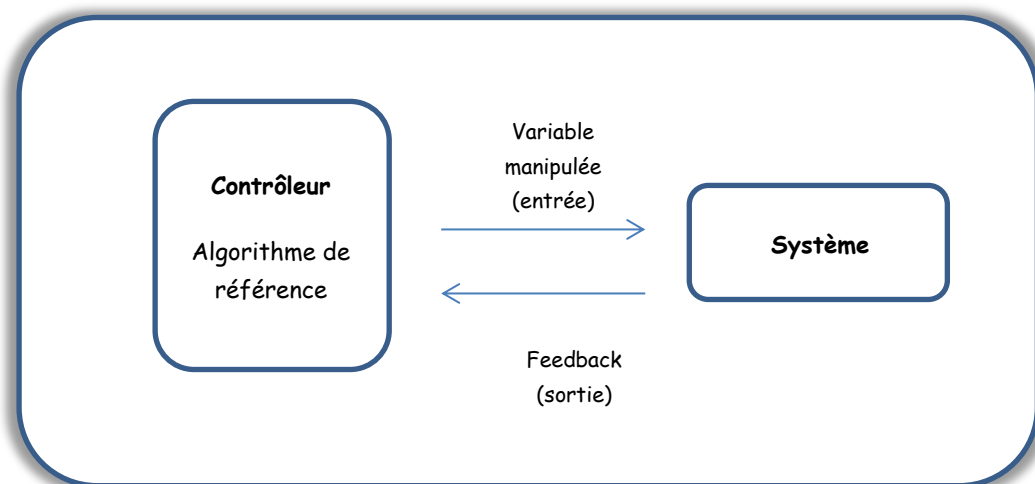 Contrôleur
Algorithme de
référence
Variable
manipulée
(entrée)
Système
Feedback
(sortie)